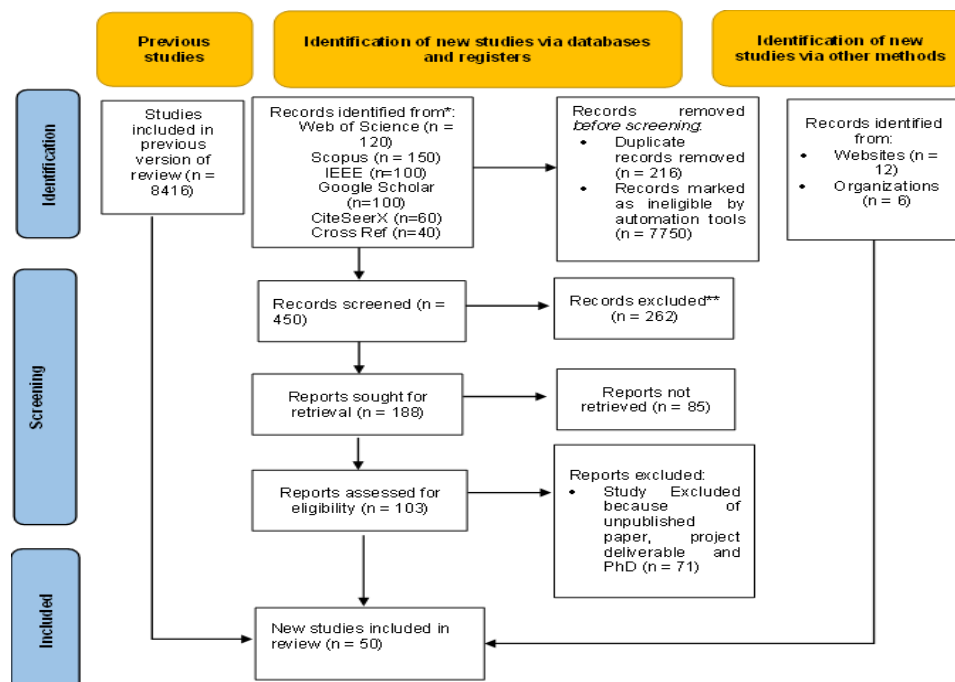 Previous
studies
Identification of new studies via databases
and registers
Identification of new
studies via other methods
Identification
Studies
included in
previous
version of
review (n =
8416)
Records identified from*:
Web of Science (n =
120)
Scopus (n = 150)
IEEE (n=100)
Google Scholar
(n=100)
CiteSeerX (n=60)
Cross Ref (n=40)
Records removed
before screening:
• Duplicate
records removed
(n = 216)
• Records marked
as ineligible by
automation tools
(n = 7750)
Records identified
from:
• Websites (n =
12)
• Organizations
(n = 6)
Screening
Records screened (n =
450)
Records excluded**
(n = 262)
Reports sought for
retrieval (n = 188)
Reports not
retrieved (n = 85)
Reports assessed for
eligibility (n = 103)
Reports excluded:
• Study Excluded
because of
unpublished
paper, project
deliverable and
PhD (n = 71)
Included
New studies included in
review (n = 50)